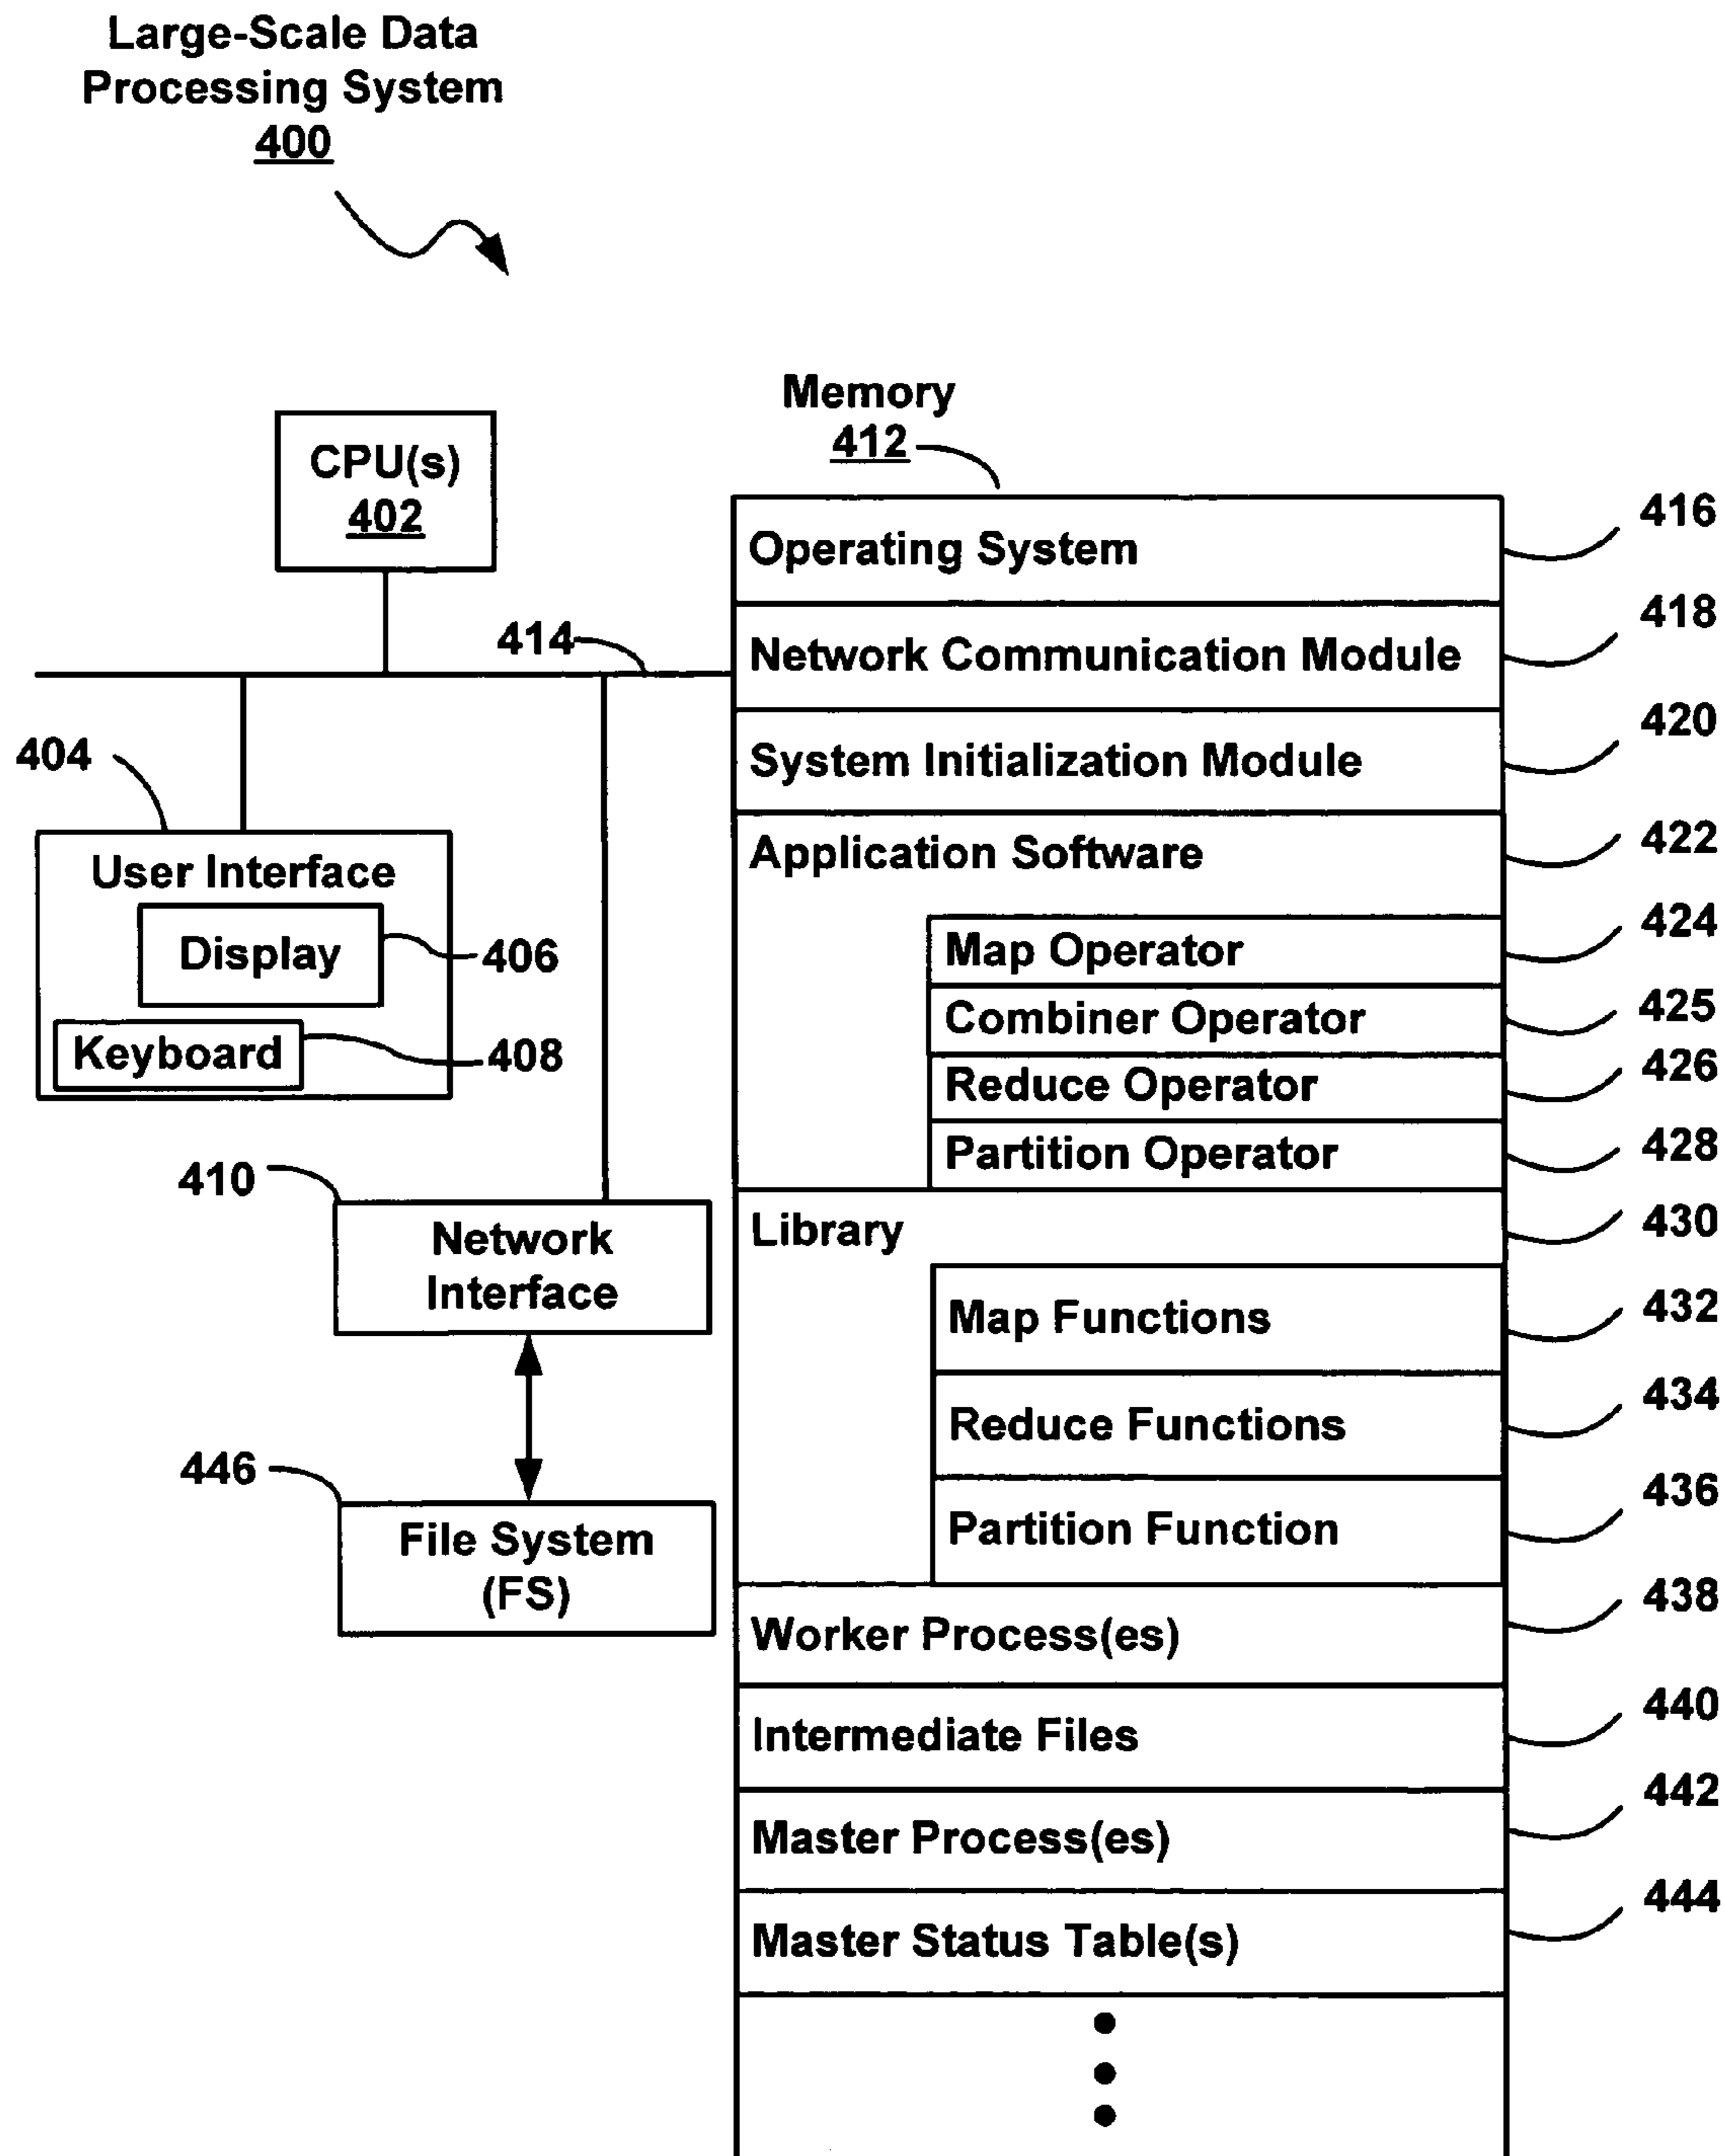 Large-Scale Data
Processing System
400
Memory
412
CPU(s)
402
414
404
User Interface
Display
406
Keyboard
408
410
Network
Interface
446
File System
(FS)
Operating System
416
Network Communication Module
418
System Initialization Module
420
Application Software
422
Map Operator
424
Combiner Operator
425
Reduce Operator
426
Partition Operator
428
Library
430
Map Functions
432
Reduce Functions
434
Partition Function
436
Worker Process(es)
438
Intermediate Files
440
Master Process(es)
442
Master Status Table(s)
444